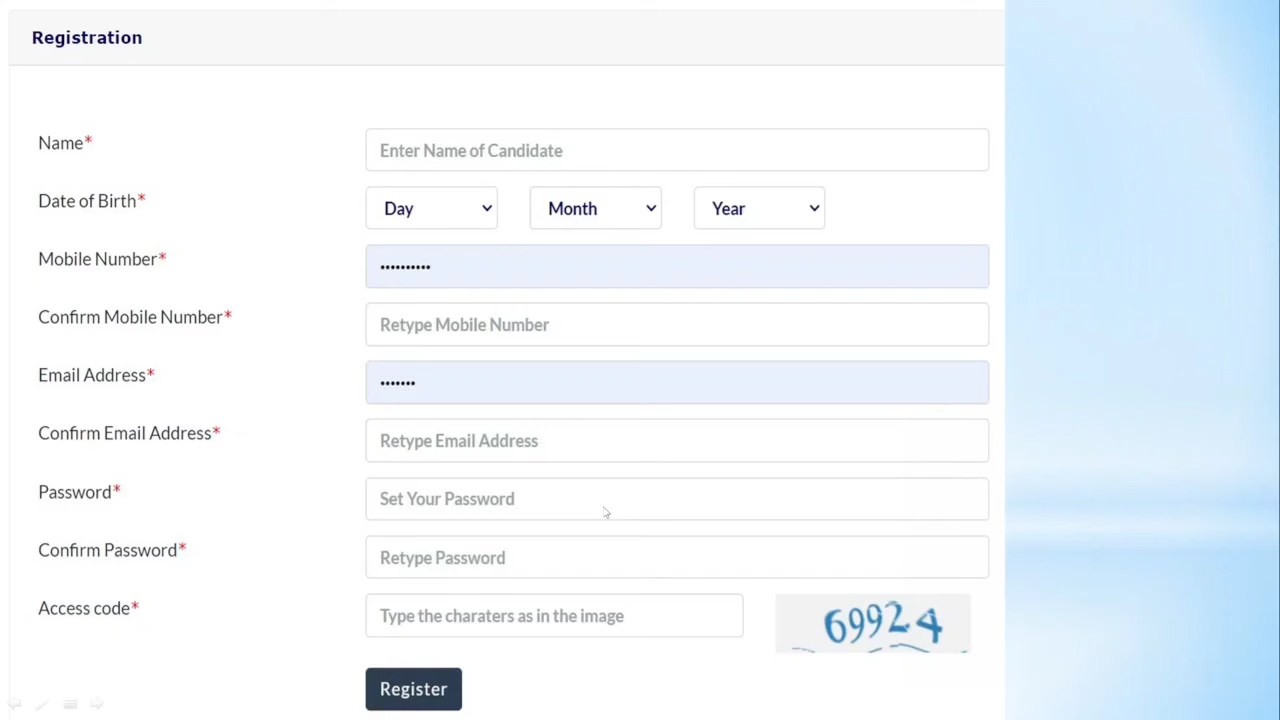 Registration
Name*
Enter Name of Candidate
Date of Birth*
Day Month Year
Mobile Number*
••••••••••
Confirm Mobile Number*
Retype Mobile Number
Email Address*
•••••••
Confirm Email Address*
Retype Email Address
Password*
Set Your Password
Confirm Password*
Retype Password
Access code*
Type the charaters as in the image
69924
Register